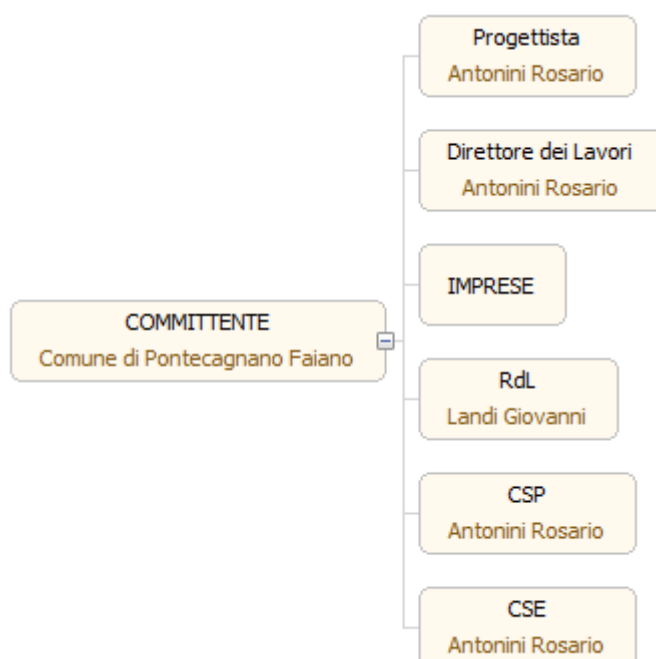 Progettista
Antonini Rosario
Direttore dei Lavori
Antonini Rosario
IMPRESE
COMMITTENTE
Comune di Pontecagnano Faiano
RdL
Landi Giovanni
CSP
Antonini Rosario
CSE
Antonini Rosario